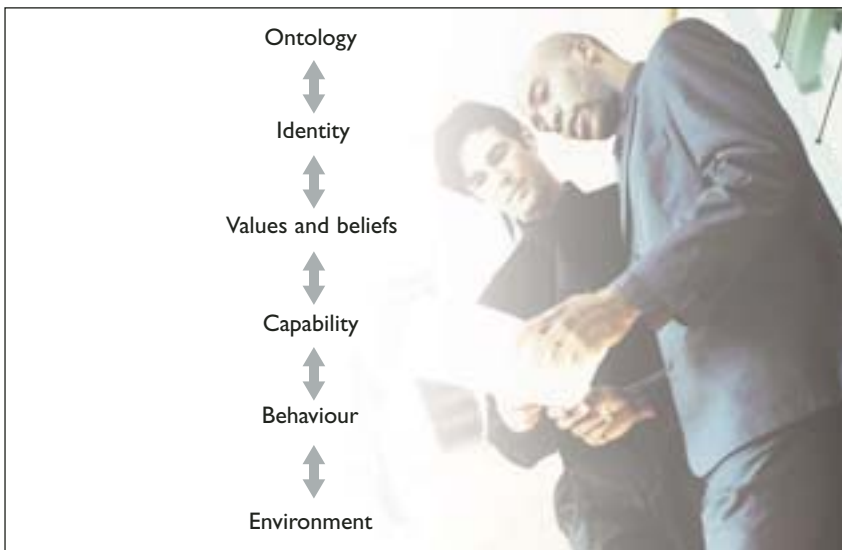 Ontology
Identity
Values and beliefs
Capability
Behaviour
Environment